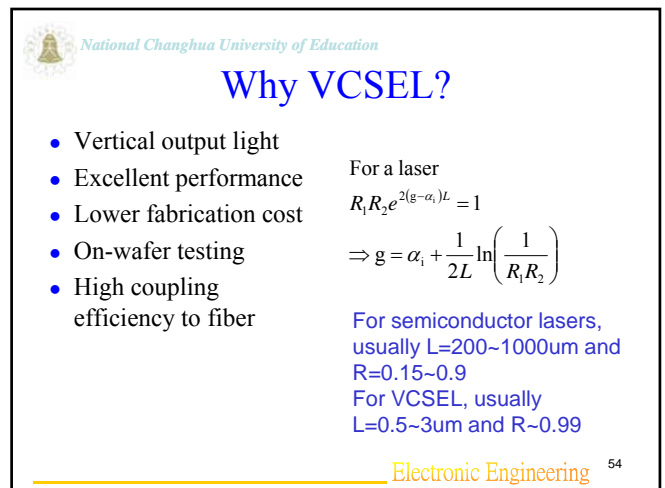 National Changhua University of Education
Why VCSEL?
• Vertical output light
• Excellent performance
• Lower fabrication cost
• On-wafer testing
• High coupling
efficiency to fiber
For a laser
R₁R₂e^{2(g−αᵢ)L} = 1
⇒ g = αᵢ + \frac{1}{2L} ln(\frac{1}{R₁R₂})
For semiconductor lasers,
usually L=200~1000um and
R=0.15~0.9
For VCSEL, usually
L=0.5~3um and R~0.99
Electronic Engineering 54